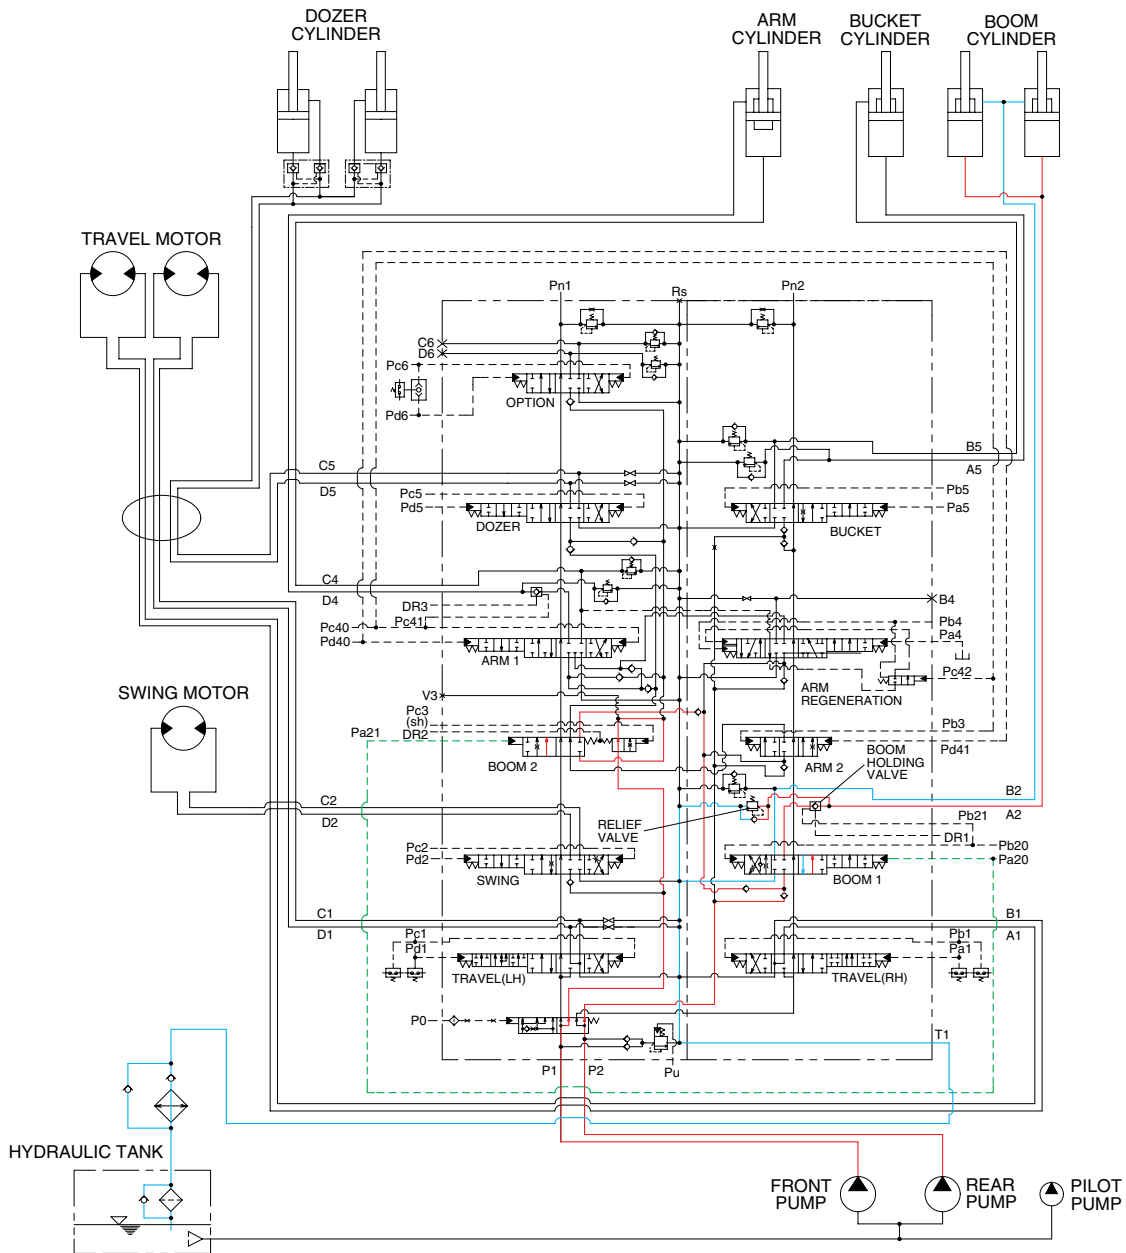 DOZER
CYLINDER
ARM
CYLINDER
BUCKET
CYLINDER
BOOM
CYLINDER
TRAVEL MOTOR
Pn1
Rs
Pn2
C6
D6
Pc6
OPTION
Pd6
B5
A5
C5
D5
Pc5
Pd5
DOZER
Pb5
Pa5
BUCKET
C4
D4
DR3
Pc40
Pc41
Pd40
ARM 1
B4
Pb4
Pa4
Pc42
ARM
REGENERATION
SWING MOTOR
V3
Pc3
(sh)
DR2
Pa21
BOOM 2
Pb3
Pd41
ARM 2
BOOM
HOLDING
VALVE
C2
D2
B2
A2
RELIEF
VALVE
Pb21
DR1
Pc2
Pd2
SWING
Pb20
Pa20
BOOM 1
C1
D1
B1
A1
Pc1
Pd1
TRAVEL(LH)
Pb1
Pa1
TRAVEL(RH)
P0
T1
P1
P2
Pu
HYDRAULIC TANK
FRONT
PUMP
REAR
PUMP
PILOT
PUMP